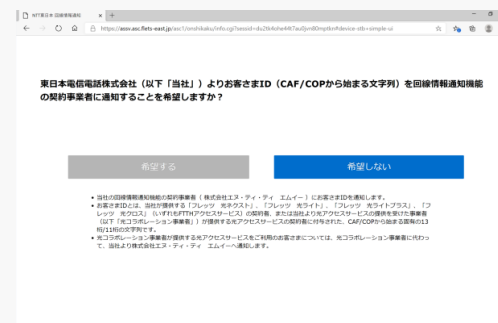 NTT東日本 回線情報通知
https://assv.asc.flets-east.jp/asc1/onshikaku/info.cgi?
東日本電信電話株式会社（以下「当社」）よりお客さまID（CAF/COPから始まる文字列）を回線情報通知機能
の契約事業者に通知することを希望しますか？
希望する
希望しない
当社の回線情報通知機能の契約事業者（ 株式会社エヌ・ティ・ティ エムイー ）にお客さまIDを通知します。
お客さまIDとは、当社が提供する「フレッツ 光ネクスト」、「フレッツ 光ライト」、「フレッツ 光ライトプラス」、「フ
レッツ 光クロス」（いずれもFTTHアクセスサービス）の契約者、または当社より光アクセスサービスの提供を受けた事業者
（以下「光コラボレーション事業者」）が提供する光アクセスサービスの契約者に付与された、CAF/COPから始まる固有の13
桁/11桁の文字列です。
光コラボレーション事業者が提供する光アクセスサービスをご利用のお客さまについては、光コラボレーション事業者に代わっ
て、当社より株式会社エヌ・ティ・ティ エムイーへ通知します。